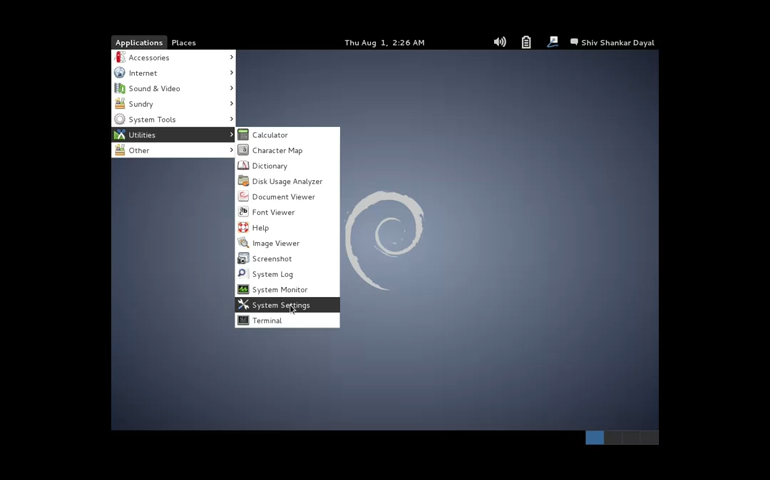 Applications Places Thu Aug 1, 2:26 AM Shiv Shankar Dayal
Accessories
Internet
Sound & Video
Sundry
System Tools
Utilities
Other
Calculator
Character Map
Dictionary
Disk Usage Analyzer
Document Viewer
Font Viewer
Help
Image Viewer
Screenshot
System Log
System Monitor
System Settings
Terminal